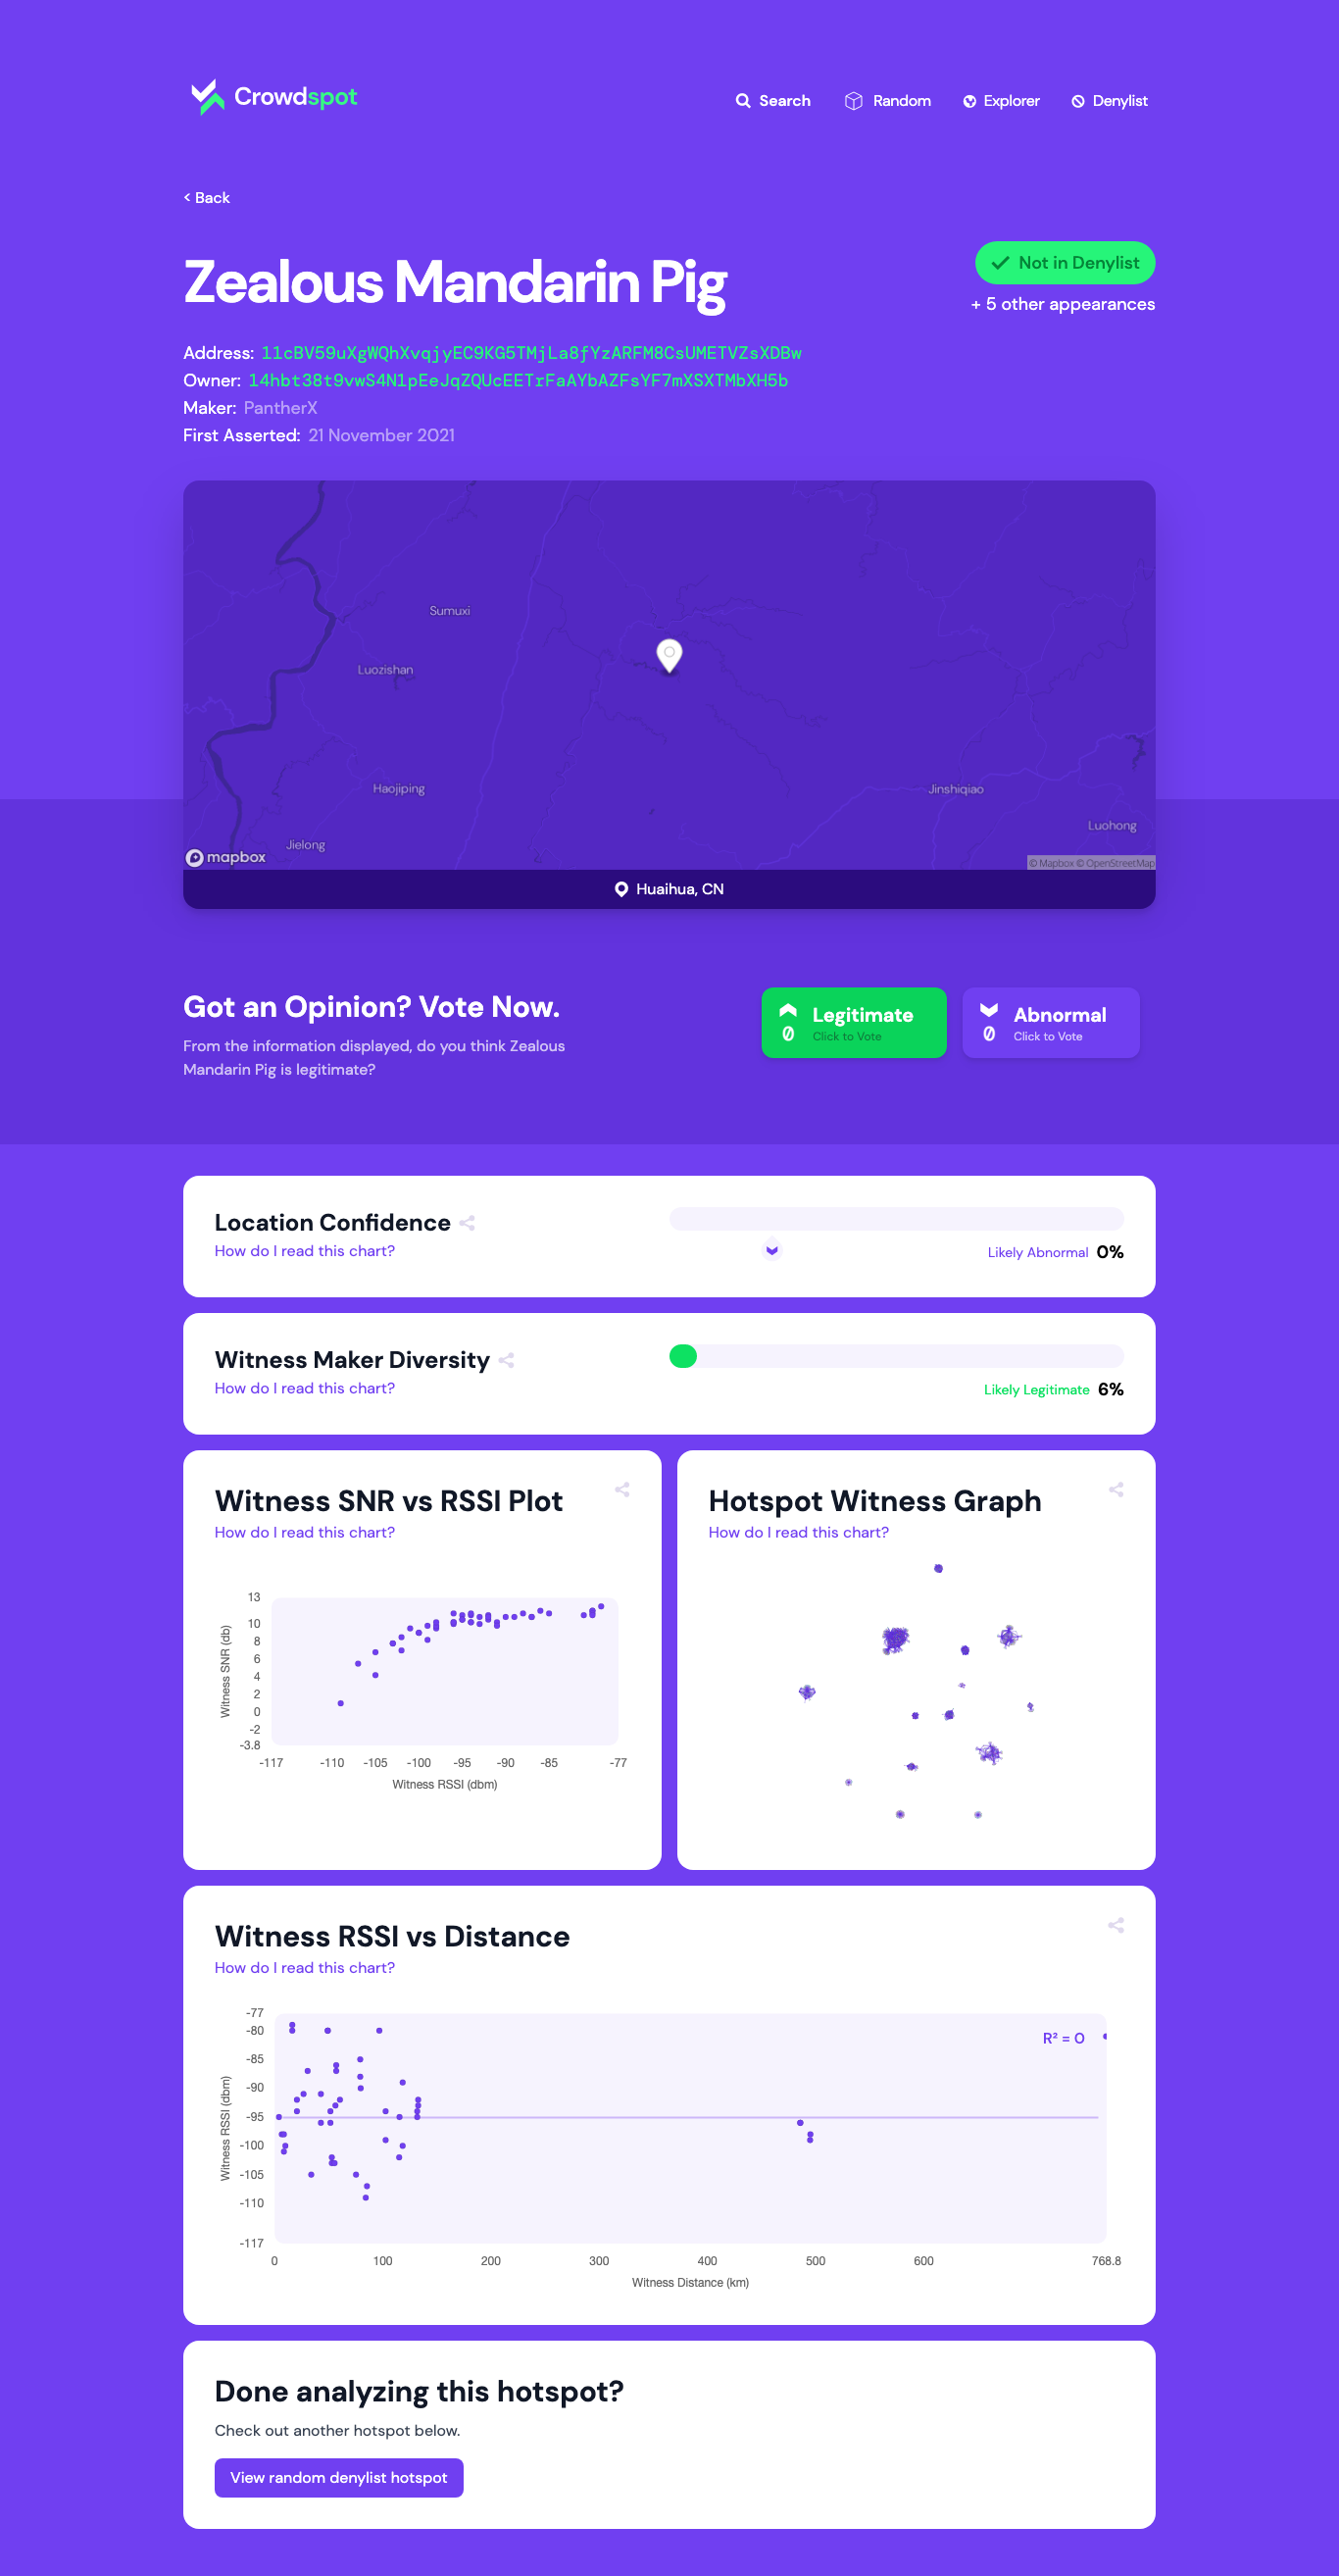 Crowdspot
Search
Random
Explorer
Denylist
< Back
Zealous Mandarin Pig
Not in Denylist
+ 5 other appearances
Address: 11cBV59uXgWQhXvqjyEC9KG5TMjLa8fYzARFM8CsUMETVZsXDBw
Owner: 14hbt38t9vwS4N1pEeJqZQUcEETrFaAYbAZFsYF7mXSXTMbXH5b
Maker: PantherX
First Asserted: 21 November 2021
Sumuxi
Luozishan
Haojiping
Jinshiqiao
Luohong
Jielong
mapbox
© Mapbox © OpenStreetMap
Huaihua, CN
Got an Opinion? Vote Now.
From the information displayed, do you think Zealous
Mandarin Pig is legitimate?
0
Legitimate
Click to Vote
0
Abnormal
Click to Vote
Location Confidence
How do I read this chart?
Likely Abnormal 0%
Witness Maker Diversity
How do I read this chart?
Likely Legitimate 6%
Witness SNR vs RSSI Plot
How do I read this chart?
Witness SNR (db)
13
10
8
6
4
2
0
-2
-3.8
-117 -110 -105 -100 -95 -90 -85 -77
Witness RSSI (dbm)
Hotspot Witness Graph
How do I read this chart?
Witness RSSI vs Distance
How do I read this chart?
Witness RSSI (dbm)
-77
-80
-85
-90
-95
-100
-105
-110
-117
R² = 0
0 100 200 300 400 500 600 768.8
Witness Distance (km)
Done analyzing this hotspot?
Check out another hotspot below.
View random denylist hotspot